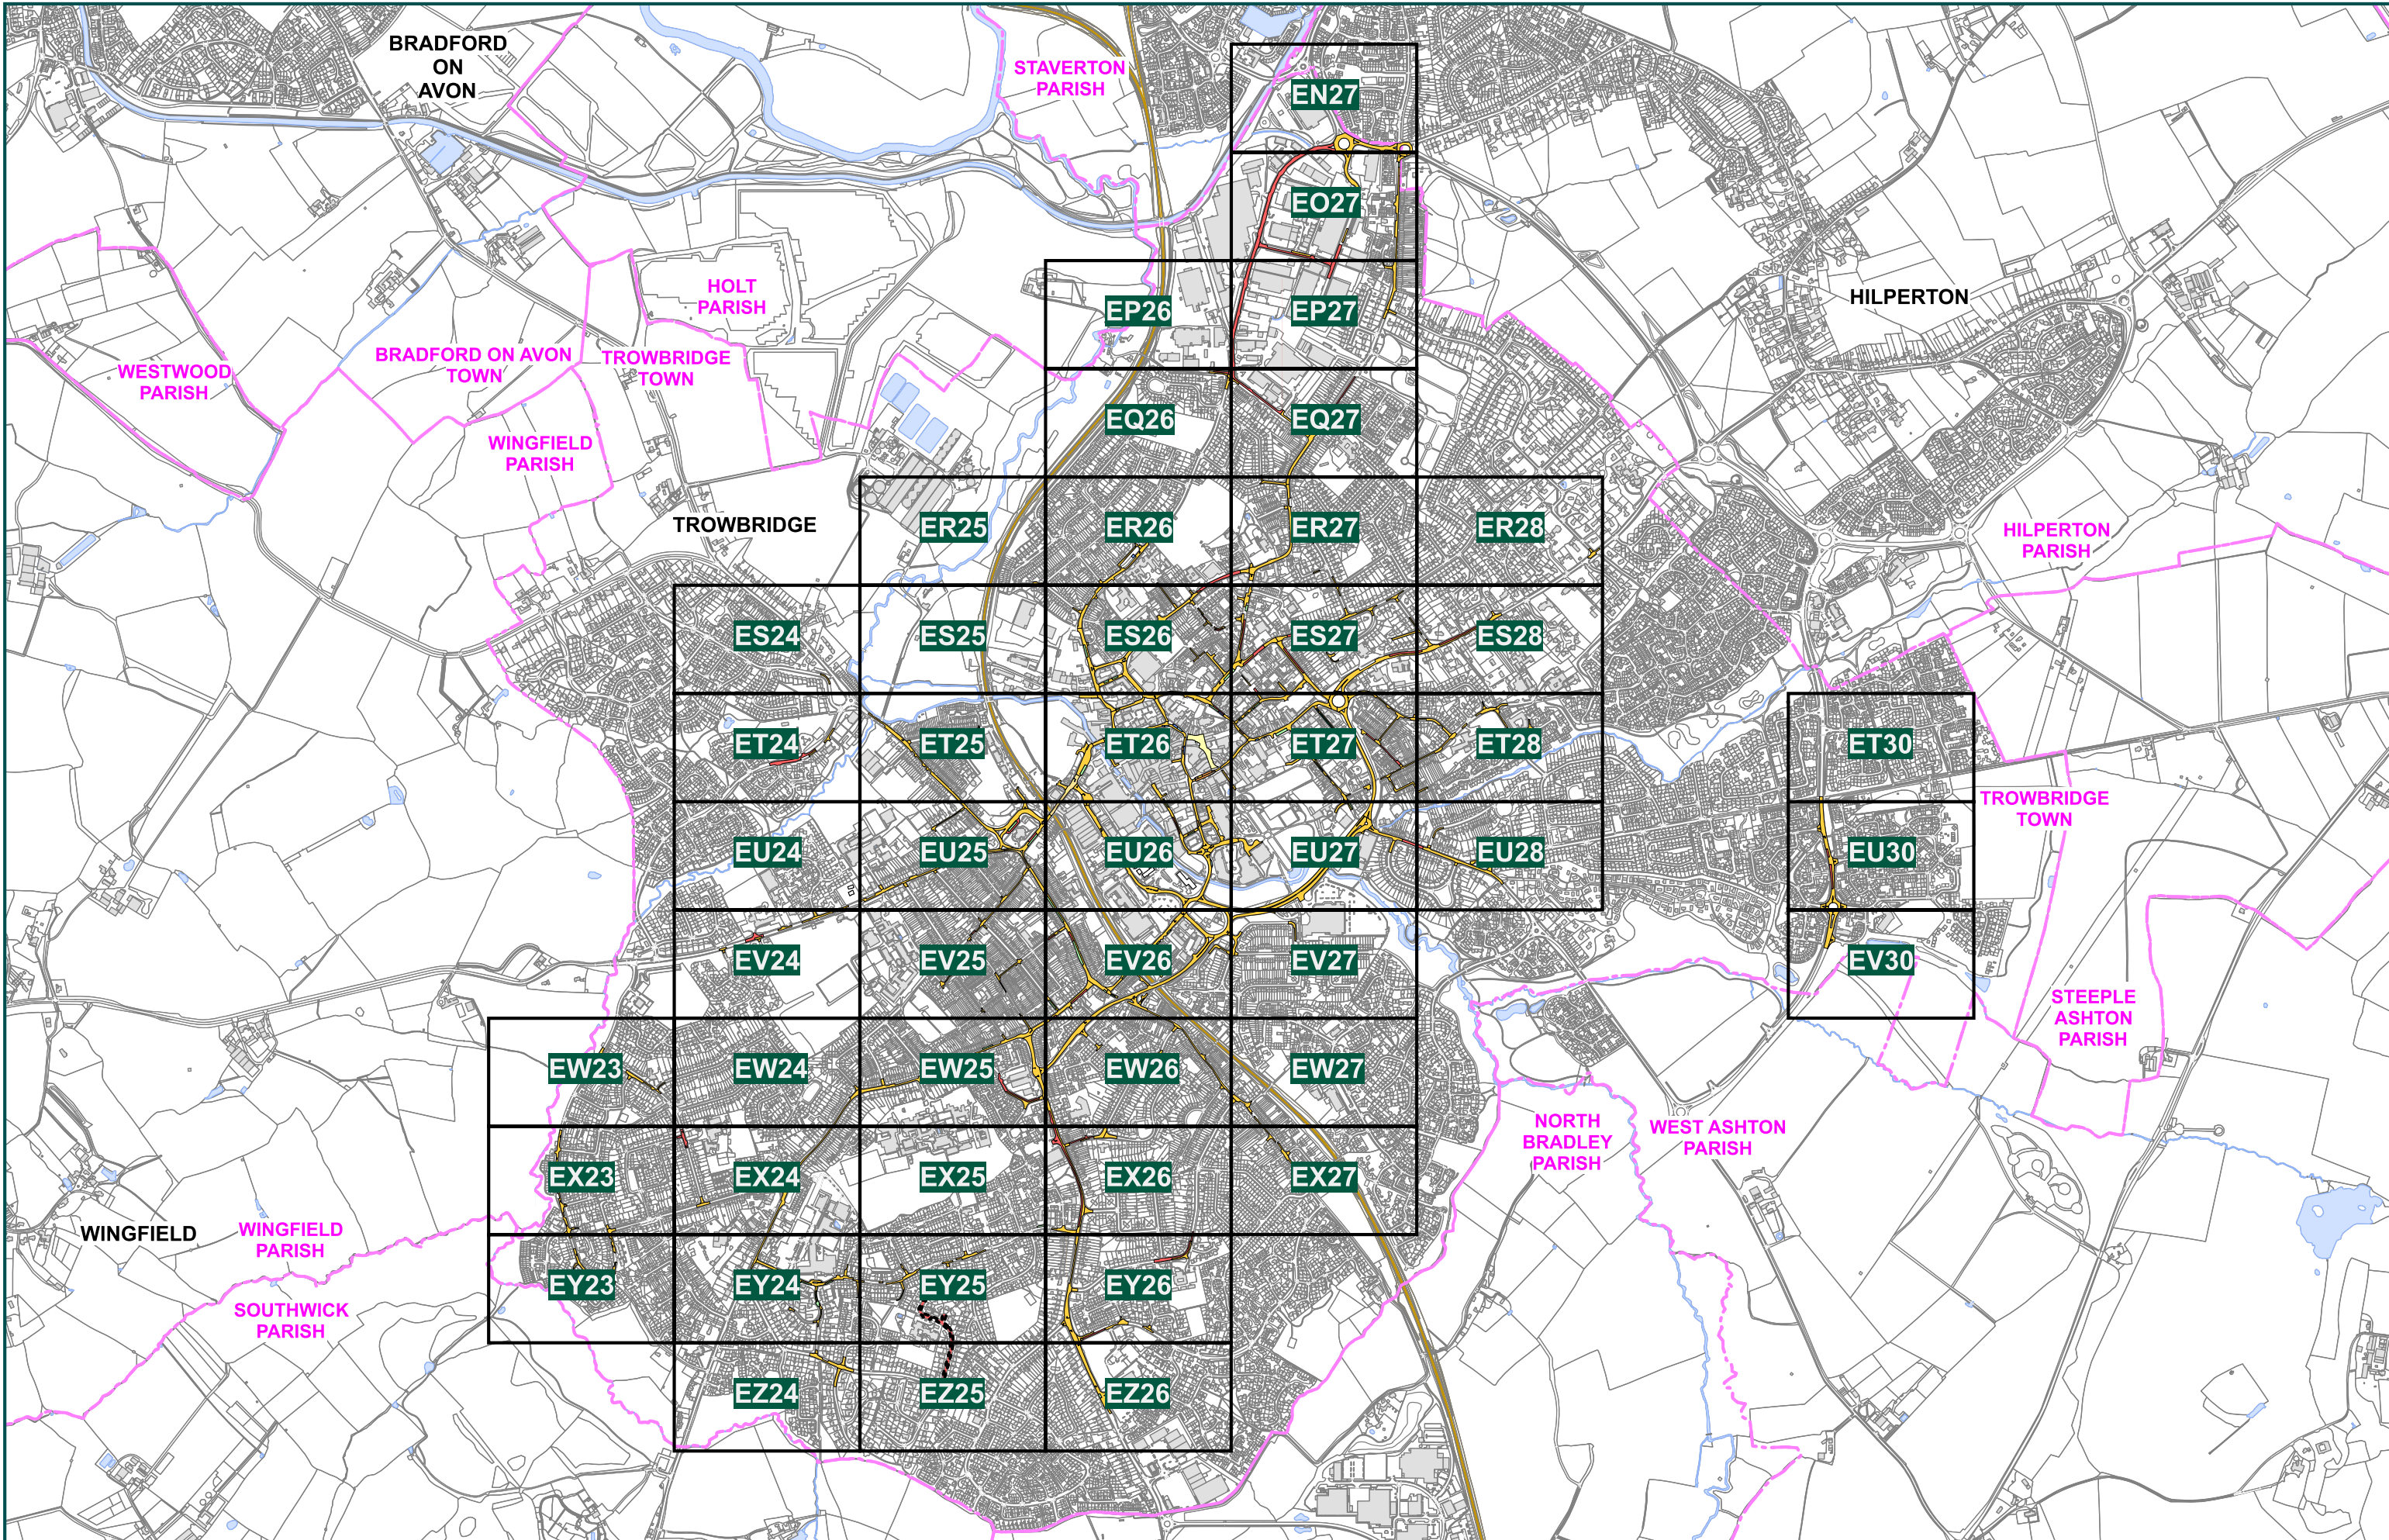 BRADFORD
ON
AVON
STAVERTON
PARISH
EN27
EO27
HOLT
PARISH
EP26
EP27
HILPERTON
WESTWOOD
PARISH
BRADFORD ON AVON
TOWN
TROWBRIDGE
TOWN
WINGFIELD
PARISH
EQ26
EQ27
TROWBRIDGE
ER25
ER26
ER27
ER28
HILPERTON
PARISH
ES24
ES25
ES26
ES27
ES28
ET24
ET25
ET26
ET27
ET28
ET30
TROWBRIDGE
TOWN
EU24
EU25
EU26
EU27
EU28
EU30
EV24
EV25
EV26
EV27
EV30
STEEPLE
ASHTON
PARISH
EW23
EW24
EW25
EW26
EW27
NORTH
BRADLEY
PARISH
WEST ASHTON
PARISH
EX23
EX24
EX25
EX26
EX27
WINGFIELD
WINGFIELD
PARISH
EY23
EY24
EY25
EY26
SOUTHWICK
PARISH
EZ24
EZ25
EZ26